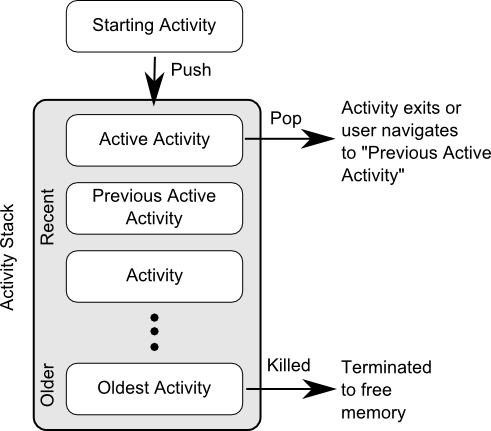 Starting Activity
Push
Active Activity
Pop
Activity exits or
user navigates
to "Previous Active
Activity"
Activity Stack
Recent
Previous Active
Activity
Activity
Older
Oldest Activity
Killed
Terminated
to free
memory